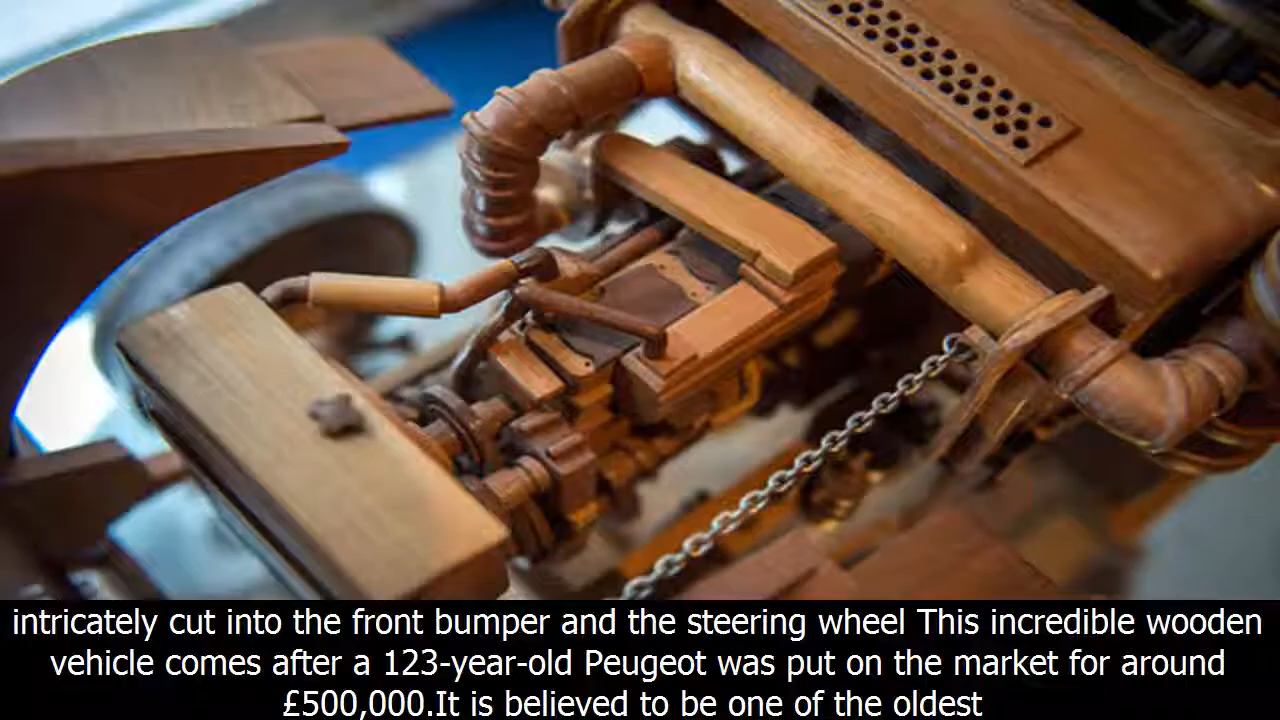 intricately cut into the front bumper and the steering wheel This incredible wooden
vehicle comes after a 123-year-old Peugeot was put on the market for around
£500,000.It is believed to be one of the oldest